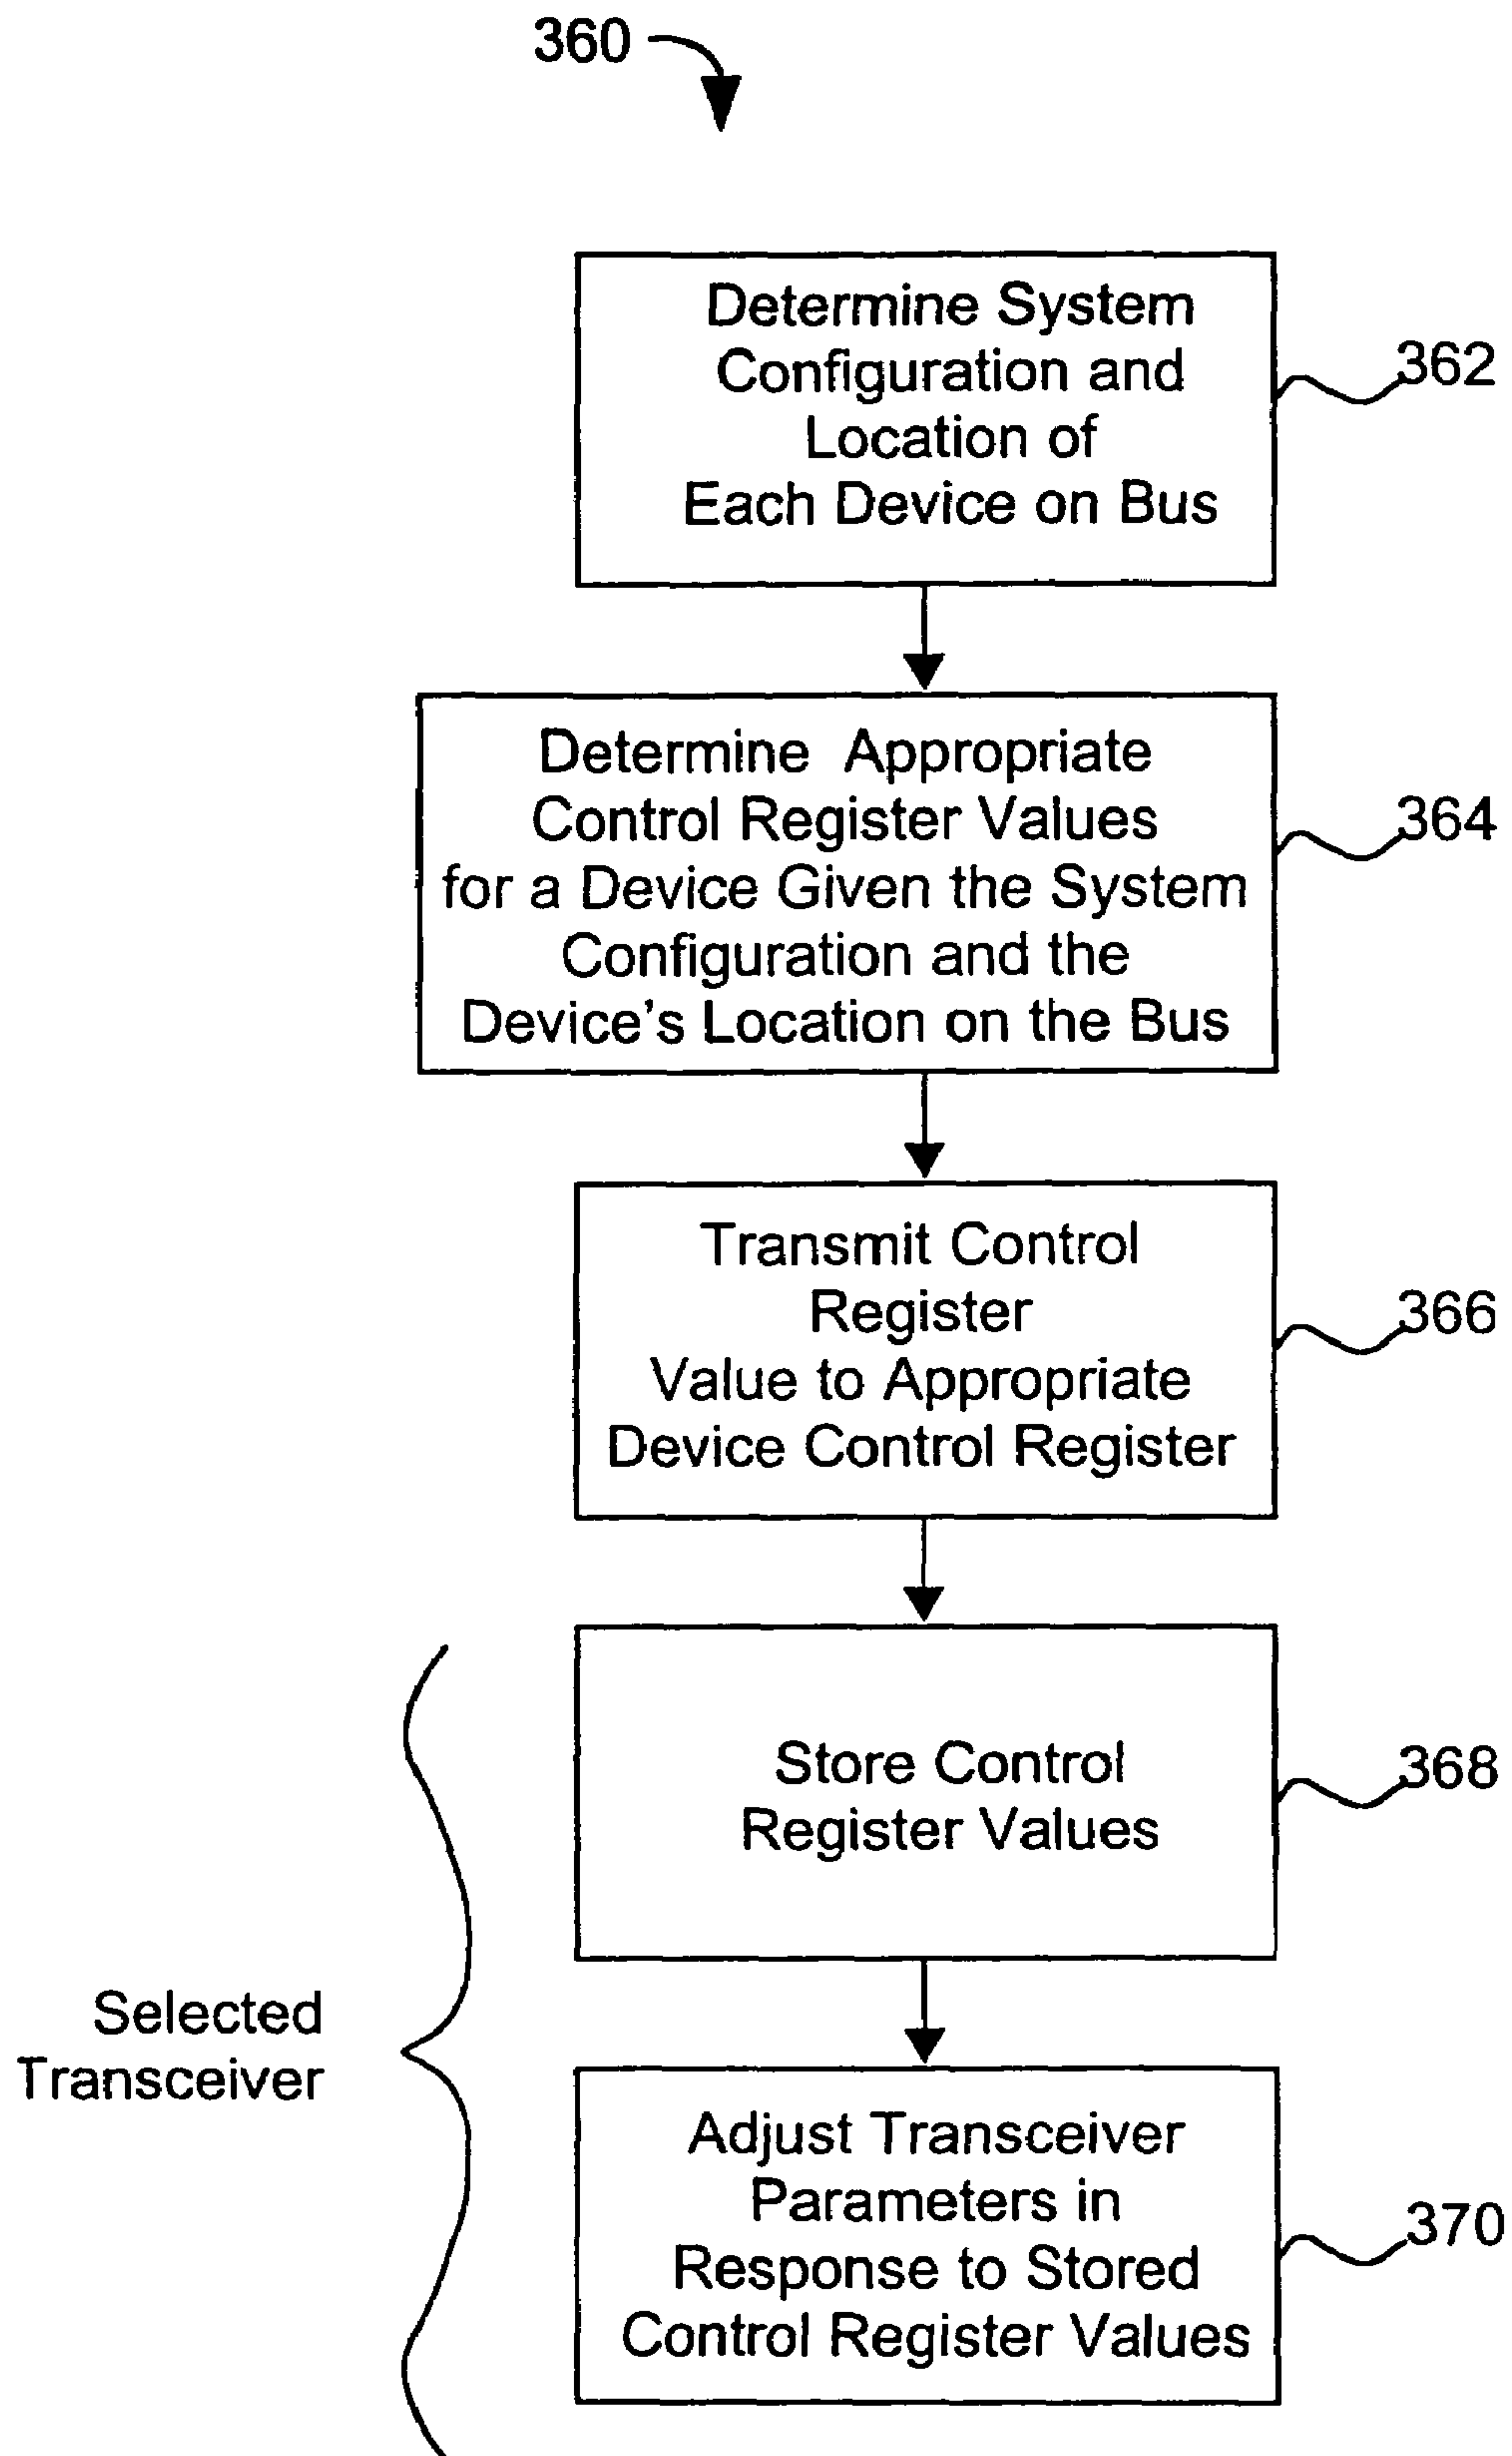 360
Determine System
Configuration and
Location of
Each Device on Bus
362
Determine Appropriate
Control Register Values
for a Device Given the System
Configuration and the
Device's Location on the Bus
364
Transmit Control
Register
Value to Appropriate
Device Control Register
366
Store Control
Register Values
368
Selected
Transceiver
Adjust Transceiver
Parameters in
Response to Stored
Control Register Values
370